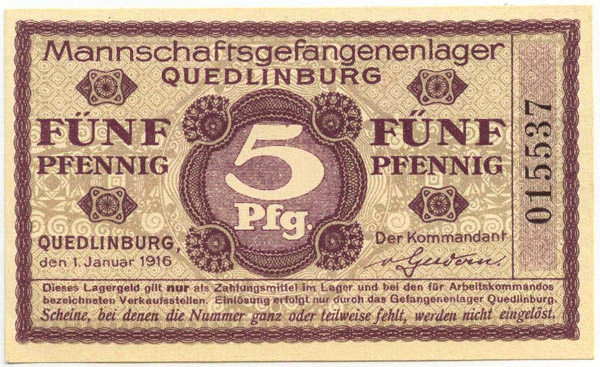 Mannschaftsgefangenenlager
QUEDLINBURG
FÜNF
PFENNIG
5
Pfg.
FÜNF
PFENNIG
015537
QUEDLINBURG,
den 1. Januar 1916
Der Kommandant
Dieses Lagergeld gilt nur als Zahlungsmittel im Lager und bei den für Arbeitskommandos
bezeichneten Verkaufsstellen. Einlösung erfolgt nur durch das Gefangenenlager Quedlinburg.
Scheine, bei denen die Nummer ganz oder teilweise fehlt, werden nicht eingelöst.